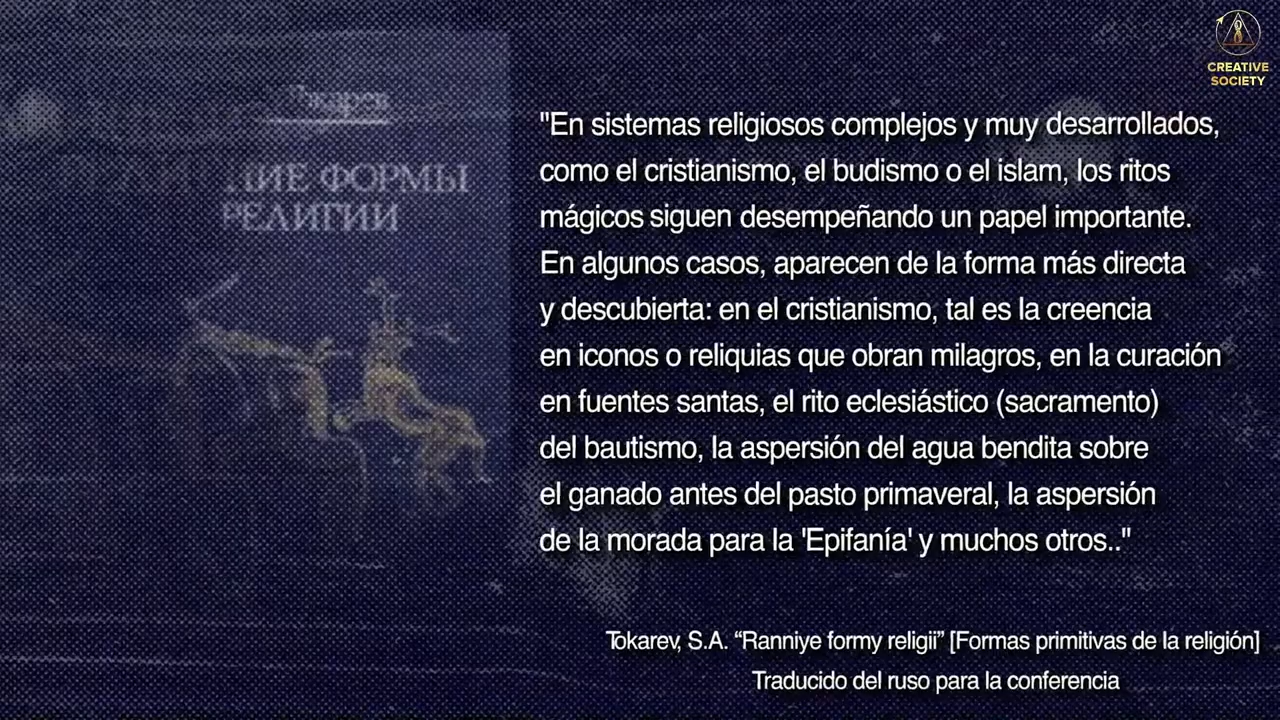 CREATIVE
SOCIETY
Токарев
ФОРМЫ
РЕЛИГИИ
"En sistemas religiosos complejos y muy desarrollados,
como el cristianismo, el budismo o el islam, los ritos
mágicos siguen desempeñando un papel importante.
En algunos casos, aparecen de la forma más directa
y descubierta: en el cristianismo, tal es la creencia
en iconos o reliquias que obran milagros, en la curación
en fuentes santas, el rito eclesiástico (sacramento)
del bautismo, la aspersión del agua bendita sobre
el ganado antes del pasto primaveral, la aspersión
de la morada para la 'Epifanía' y muchos otros.."
Tokarev, S.A. “Ranniye formy religii” [Formas primitivas de la religión]
Traducido del ruso para la conferencia